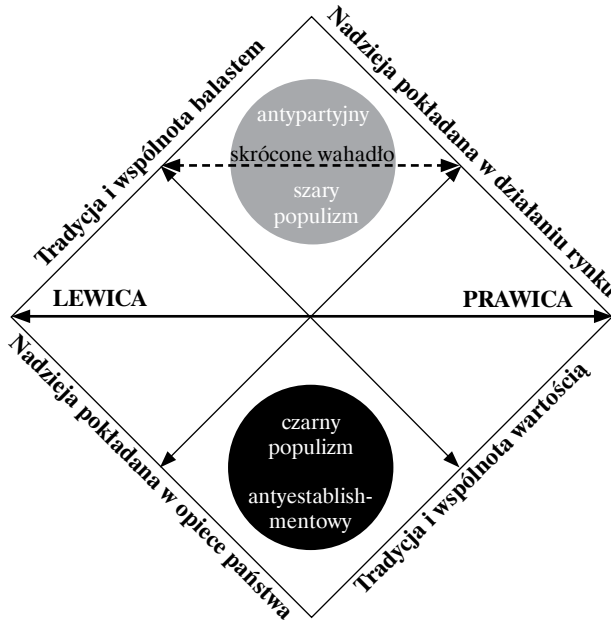 Tradycja i wspólnota balastem
Nadzieja pokładana w działaniu rynku
antypartyjny
skrócone wahadło
szary
populizm
LEWICA
PRAWICA
Nadzieja pokładana w opiece państwa
Tradycja i wspólnota wartością
czarny
populizm
antyestablish-
mentowy